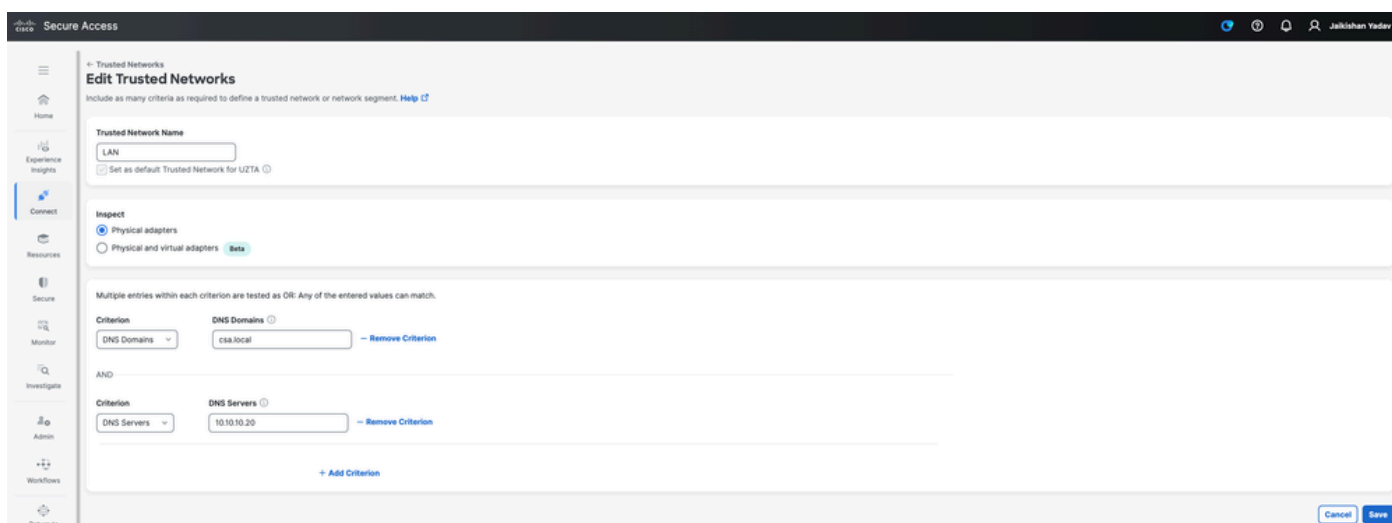 cisco Secure Access
Jaikishan Yadav
← Trusted Networks
Edit Trusted Networks
Include as many criteria as required to define a trusted network or network segment. Help
Home
Experience
Insights
Connect
Resources
Secure
Monitor
Investigate
Admin
Workflows
Trusted Network Name
LAN
Set as default Trusted Network for UZTA
Inspect
Physical adapters
Physical and virtual adapters Beta
Multiple entries within each criterion are tested as OR: Any of the entered values can match.
Criterion DNS Domains
DNS Domains csa.local − Remove Criterion
AND
Criterion DNS Servers
DNS Servers 10.10.10.20 − Remove Criterion
+ Add Criterion
Cancel Save